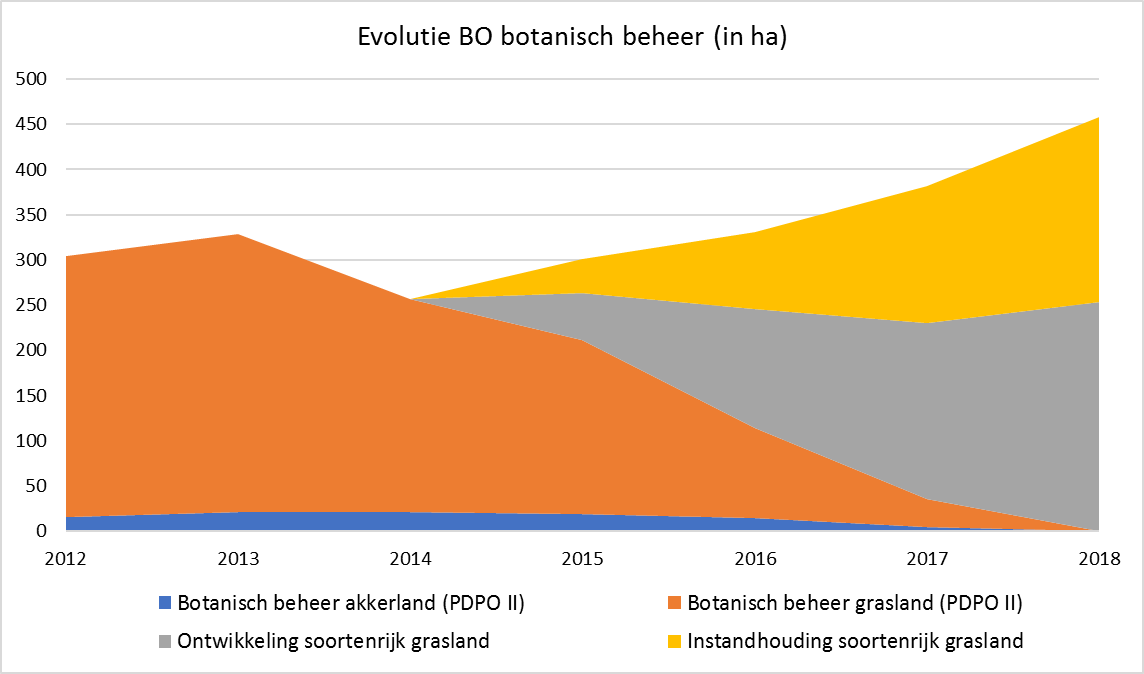 Evolutie BO botanisch beheer (in ha)
500
450
400
350
300
250
200
150
100
50
0
2012 2013 2014 2015 2016 2017 2018
Botanisch beheer akkerland (PDPO II) Botanisch beheer grasland (PDPO II)
Ontwikkeling soortenrijk grasland Instandhouding soortenrijk grasland